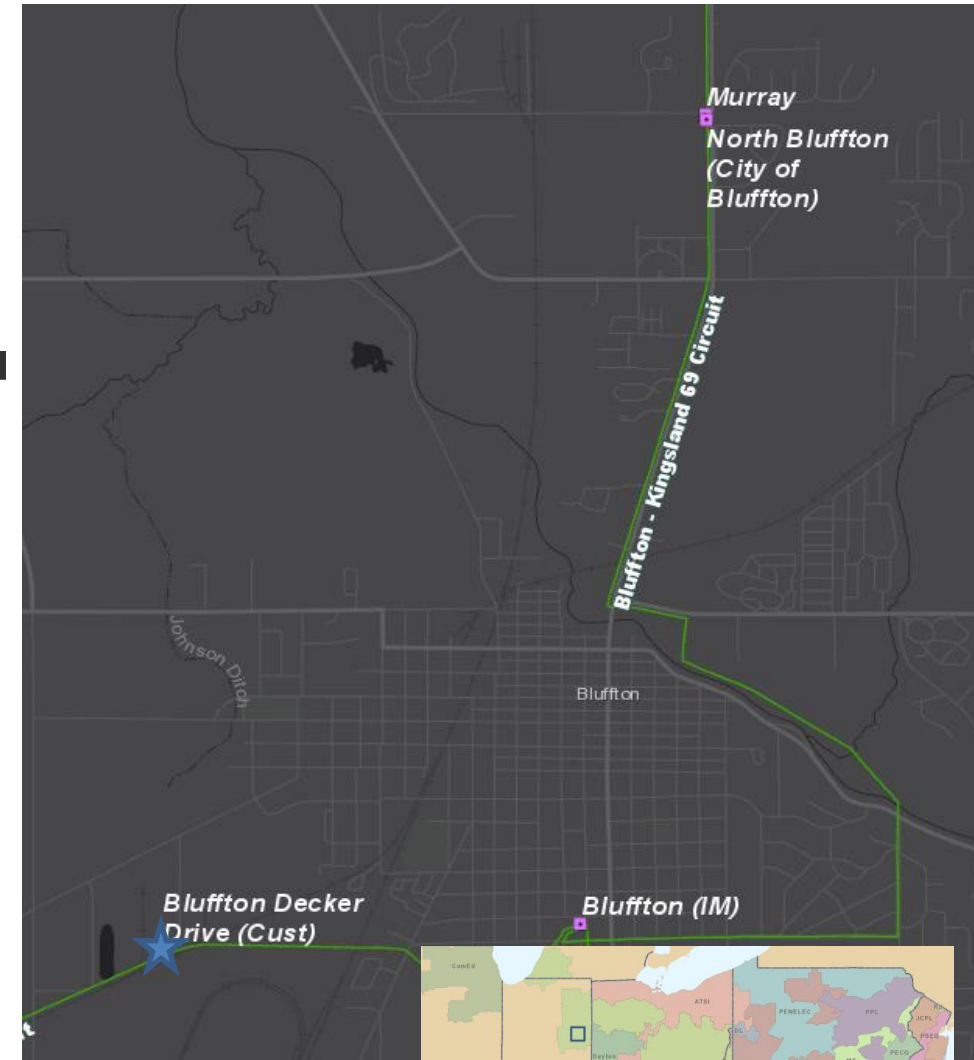 Murray
North Bluffton
(City of
Bluffton)
Bluffton - Kingsland 69 Circuit
Johnson Ditch
Bluffton
Bluffton Decker
Drive (Cust)
Bluffton (IM)
ComEd
ATSI
PENELEC
PPL
JCPL
PSEG
PECO
Dayton